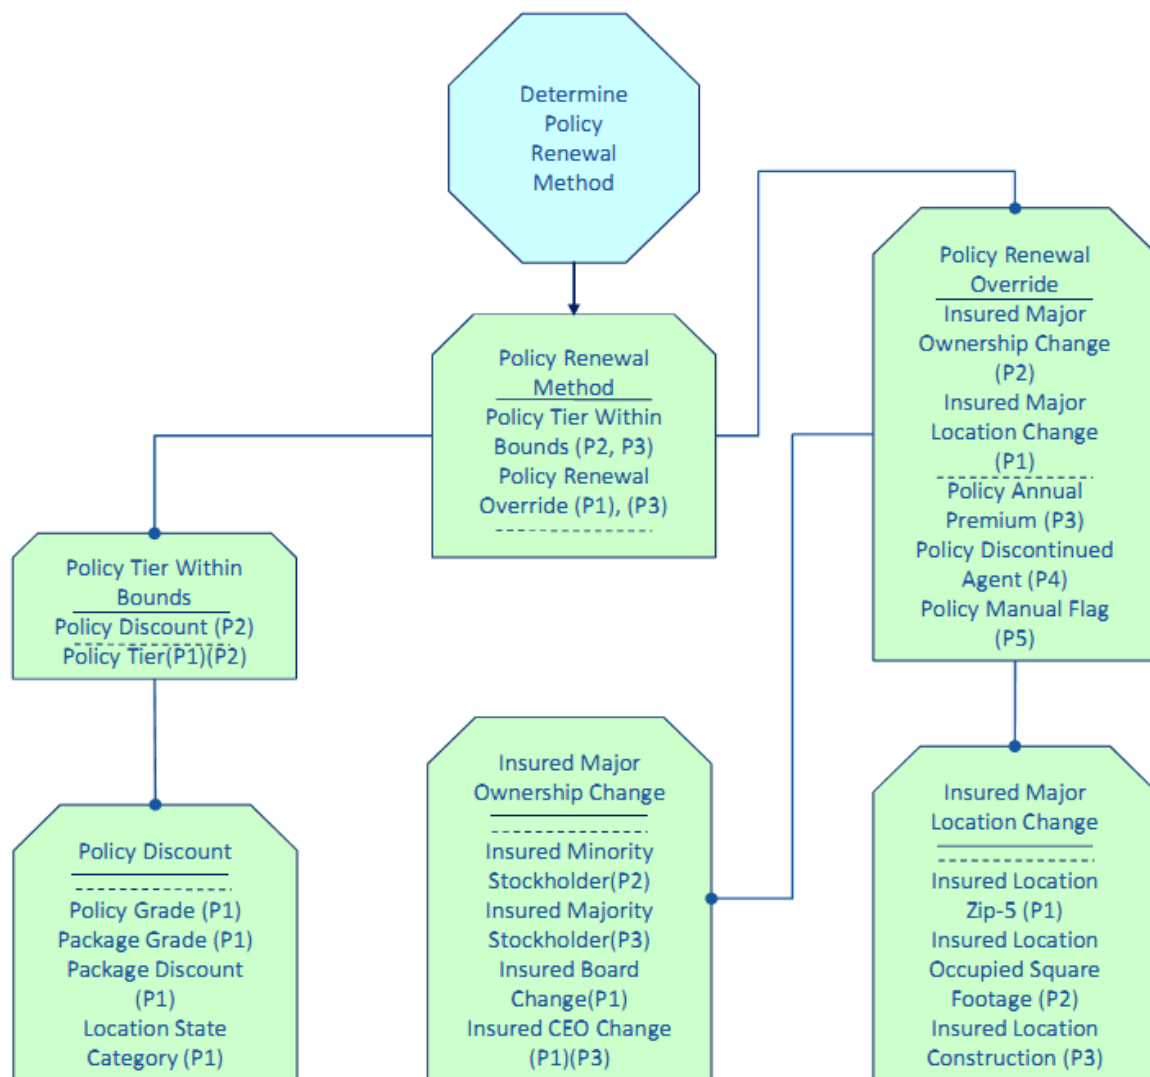 Determine
Policy
Renewal
Method
Policy Renewal
Method
Policy Tier Within
Bounds (P2, P3)
Policy Renewal
Override (P1), (P3)
Policy Renewal
Override
Insured Major
Ownership Change
(P2)
Insured Major
Location Change
(P1)
Policy Annual
Premium (P3)
Policy Discontinued
Agent (P4)
Policy Manual Flag
(P5)
Policy Tier Within
Bounds
Policy Discount (P2)
Policy Tier(P1)(P2)
Policy Discount
Policy Grade (P1)
Package Grade (P1)
Package Discount
(P1)
Location State
Category (P1)
Insured Major
Ownership Change
Insured Minority
Stockholder(P2)
Insured Majority
Stockholder(P3)
Insured Board
Change(P1)
Insured CEO Change
(P1)(P3)
Insured Major
Location Change
Insured Location
Zip-5 (P1)
Insured Location
Occupied Square
Footage (P2)
Insured Location
Construction (P3)